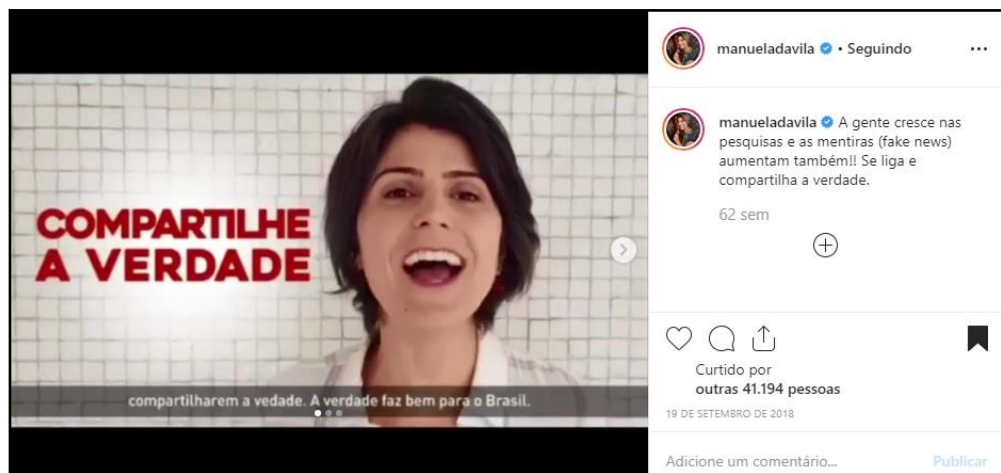 COMPARTILHE
A VERDADE
compartilharem a vedade. A verdade faz bem para o Brasil.
manueladavila • Seguindo
manueladavila A gente cresce nas
pesquisas e as mentiras (fake news)
aumentam também!! Se liga e
compartilha a verdade.
62 sem
Curtido por
outras 41.194 pessoas
19 DE SETEMBRO DE 2018
Adicione um comentário... Publicar